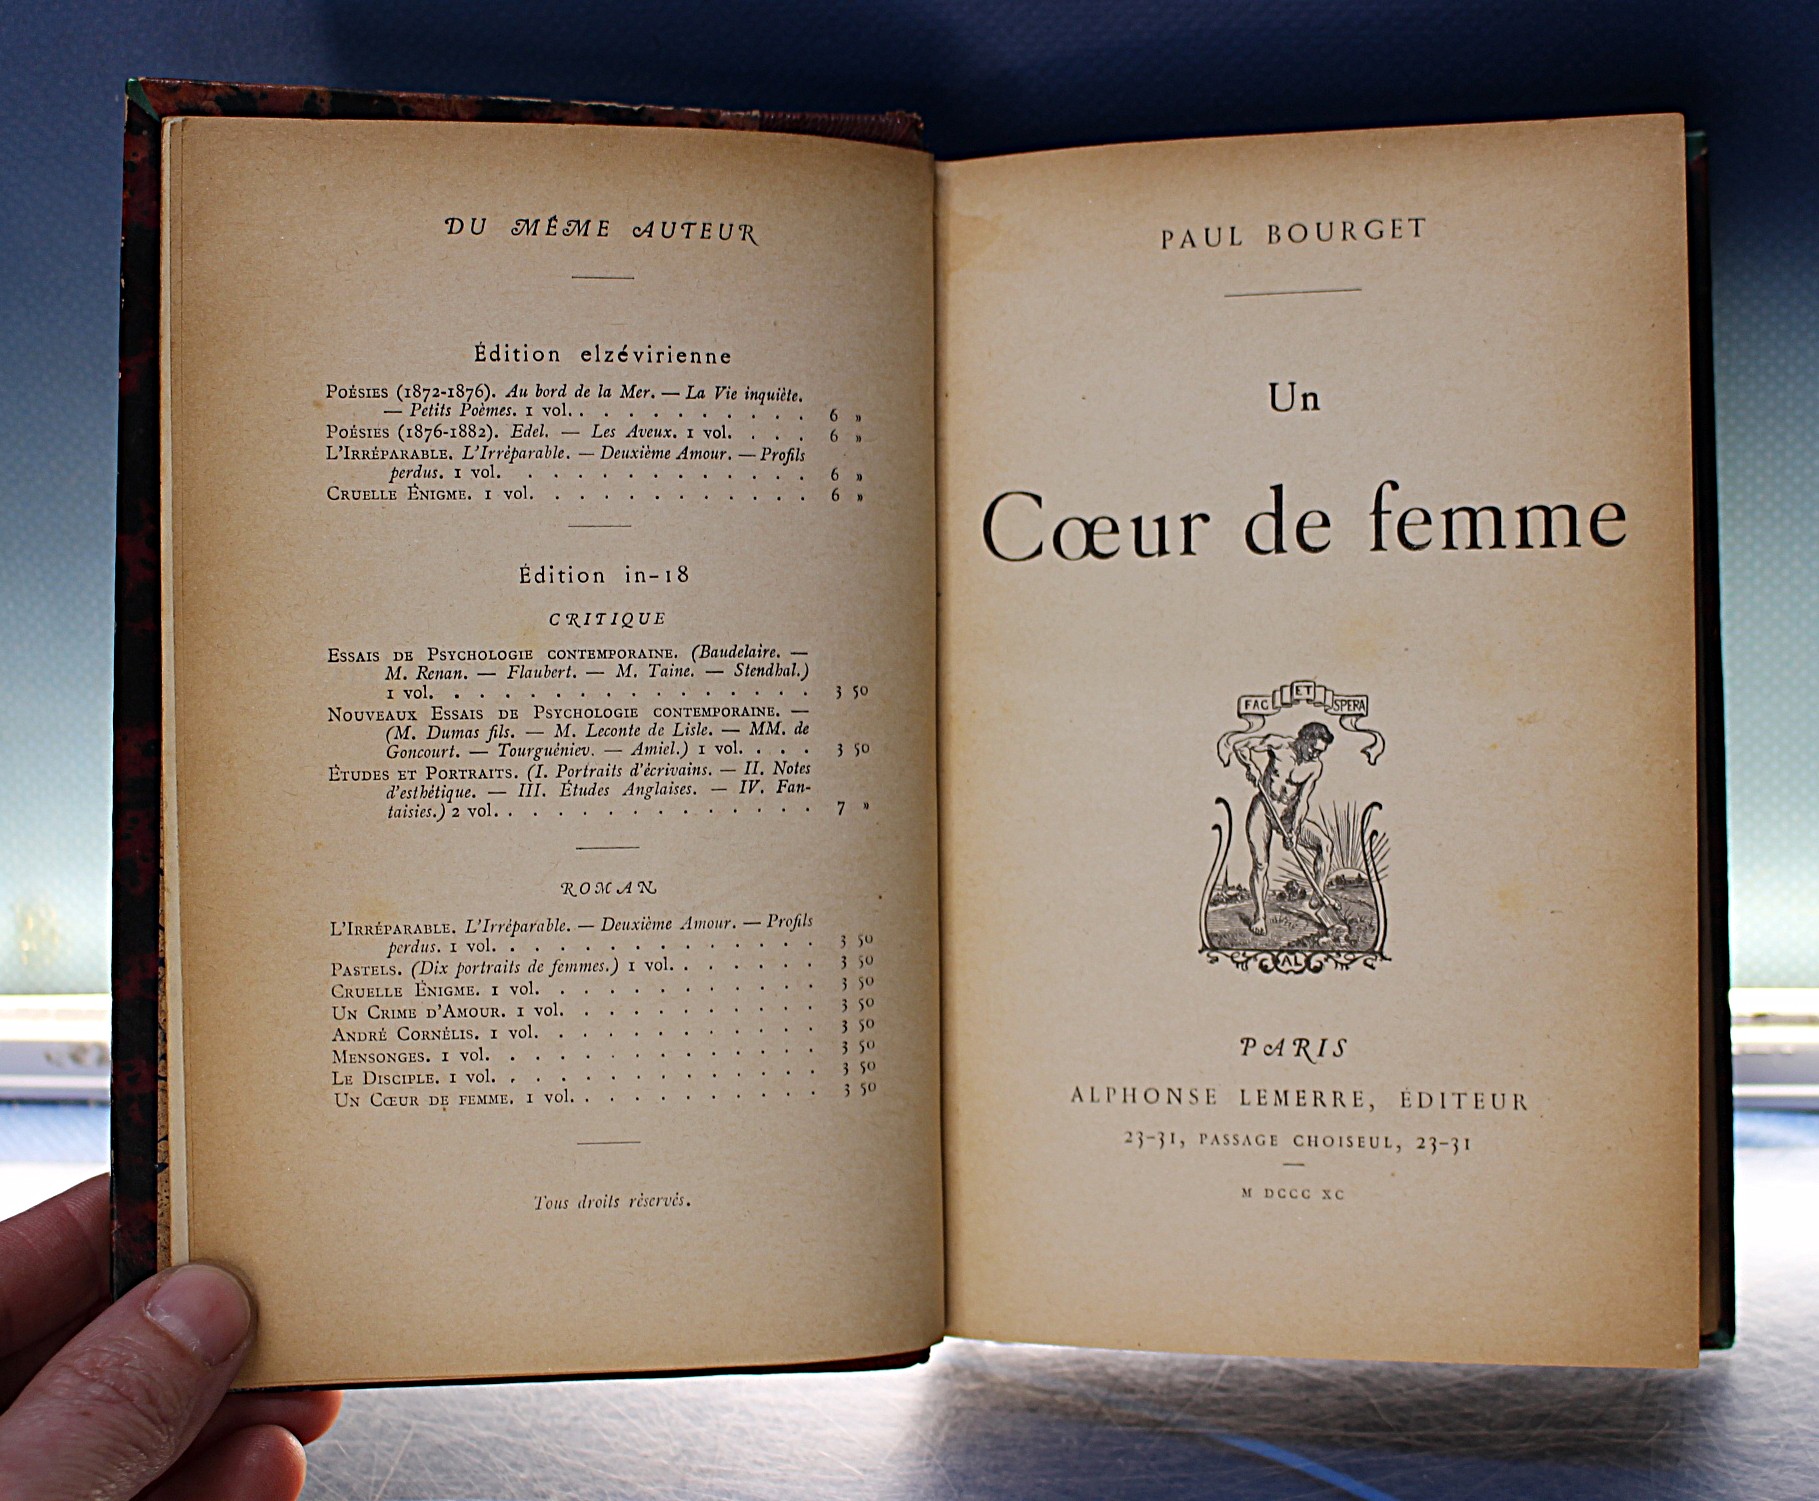 DU MÊME AUTEUR
Édition elzévirienne
POÉSIES (1872-1876). Au bord de la Mer. — La Vie inquiète.
— Petits Poèmes. 1 vol. . . . . . . . . . . 6 »
POÉSIES (1876-1882). Edel. — Les Aveux. 1 vol. . . . 6 »
L'IRRÉPARABLE. L'Irréparable. — Deuxième Amour. — Profils
perdus. 1 vol. . . . . . . . . . . . . 6 »
CRUELLE ÉNIGME. 1 vol. . . . . . . . . . . . 6 »
Édition in-18
CRITIQUE
ESSAIS DE PSYCHOLOGIE CONTEMPORAINE. (Baudelaire. —
M. Renan. — Flaubert. — M. Taine. — Stendhal.)
1 vol. . . . . . . . . . . . . . . . 3 50
NOUVEAUX ESSAIS DE PSYCHOLOGIE CONTEMPORAINE. —
(M. Dumas fils. — M. Leconte de Lisle. — MM. de
Goncourt. — Tourguéniev. — Amiel.) 1 vol. . . . 3 50
ÉTUDES ET PORTRAITS. (I. Portraits d'écrivains. — II. Notes
d'esthétique. — III. Études Anglaises. — IV. Fan-
taisies.) 2 vol. . . . . . . . . . . . . . 7 »
ROMAN
L'IRRÉPARABLE. L'Irréparable. — Deuxième Amour. — Profils
perdus. 1 vol. . . . . . . . . . . . . 3 50
PASTELS. (Dix portraits de femmes.) 1 vol. . . . . . . 3 50
CRUELLE ÉNIGME. 1 vol. . . . . . . . . . . . 3 50
UN CRIME D'AMOUR. 1 vol. . . . . . . . . . . 3 50
ANDRÉ CORNÉLIS. 1 vol. . . . . . . . . . . . 3 50
MENSONGES. 1 vol. . . . . . . . . . . . . . 3 50
LE DISCIPLE. 1 vol. . . . . . . . . . . . . . 3 50
UN CŒUR DE FEMME. 1 vol. . . . . . . . . . . 3 50
Tous droits réservés.
PAUL BOURGET
Un
Cœur de femme
FAC ET SPERA
AL
PARIS
ALPHONSE LEMERRE, ÉDITEUR
23-31, PASSAGE CHOISEUL, 23-31
M DCCC XC